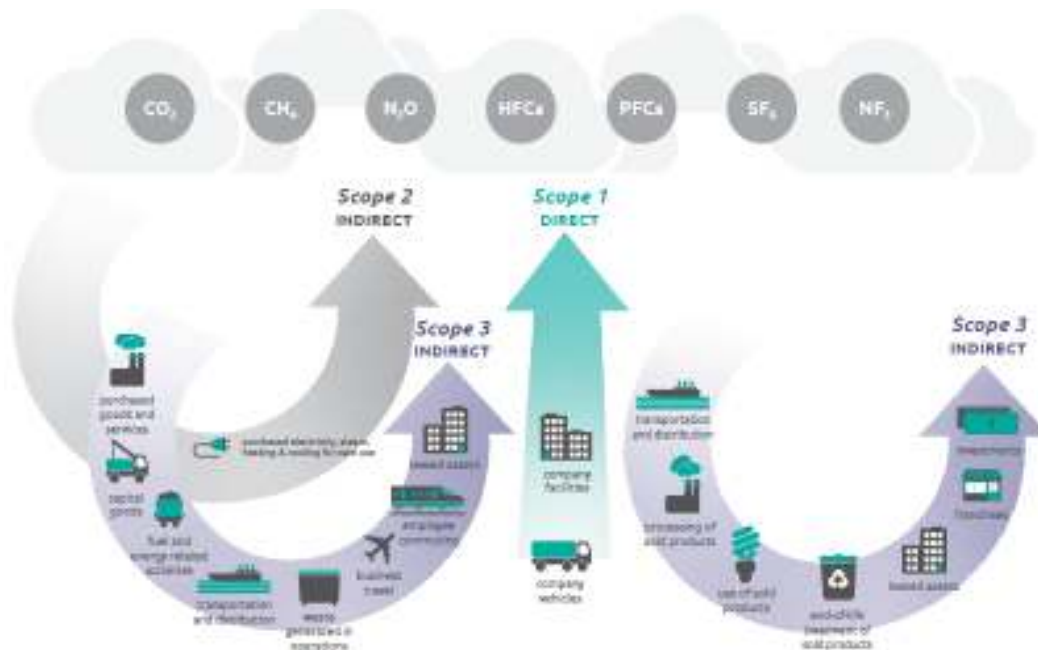 CO₂ CH₄ N₂O HFCs PFCs SF₆ NF₃
Scope 2
INDIRECT
Scope 1
DIRECT
Scope 3
INDIRECT
Scope 3
INDIRECT
purchased
goods and
services
capital
goods
fuel and
energy related
activities
transportation
and distribution
waste
generated in
operations
business
travel
employee
commuting
leased assets
purchased electricity, steam,
heating & cooling for own use
company
facilities
company
vehicles
transportation
and distribution
processing of
sold products
use of sold
products
end-of-life
treatment of
sold products
leased assets
franchises
investments